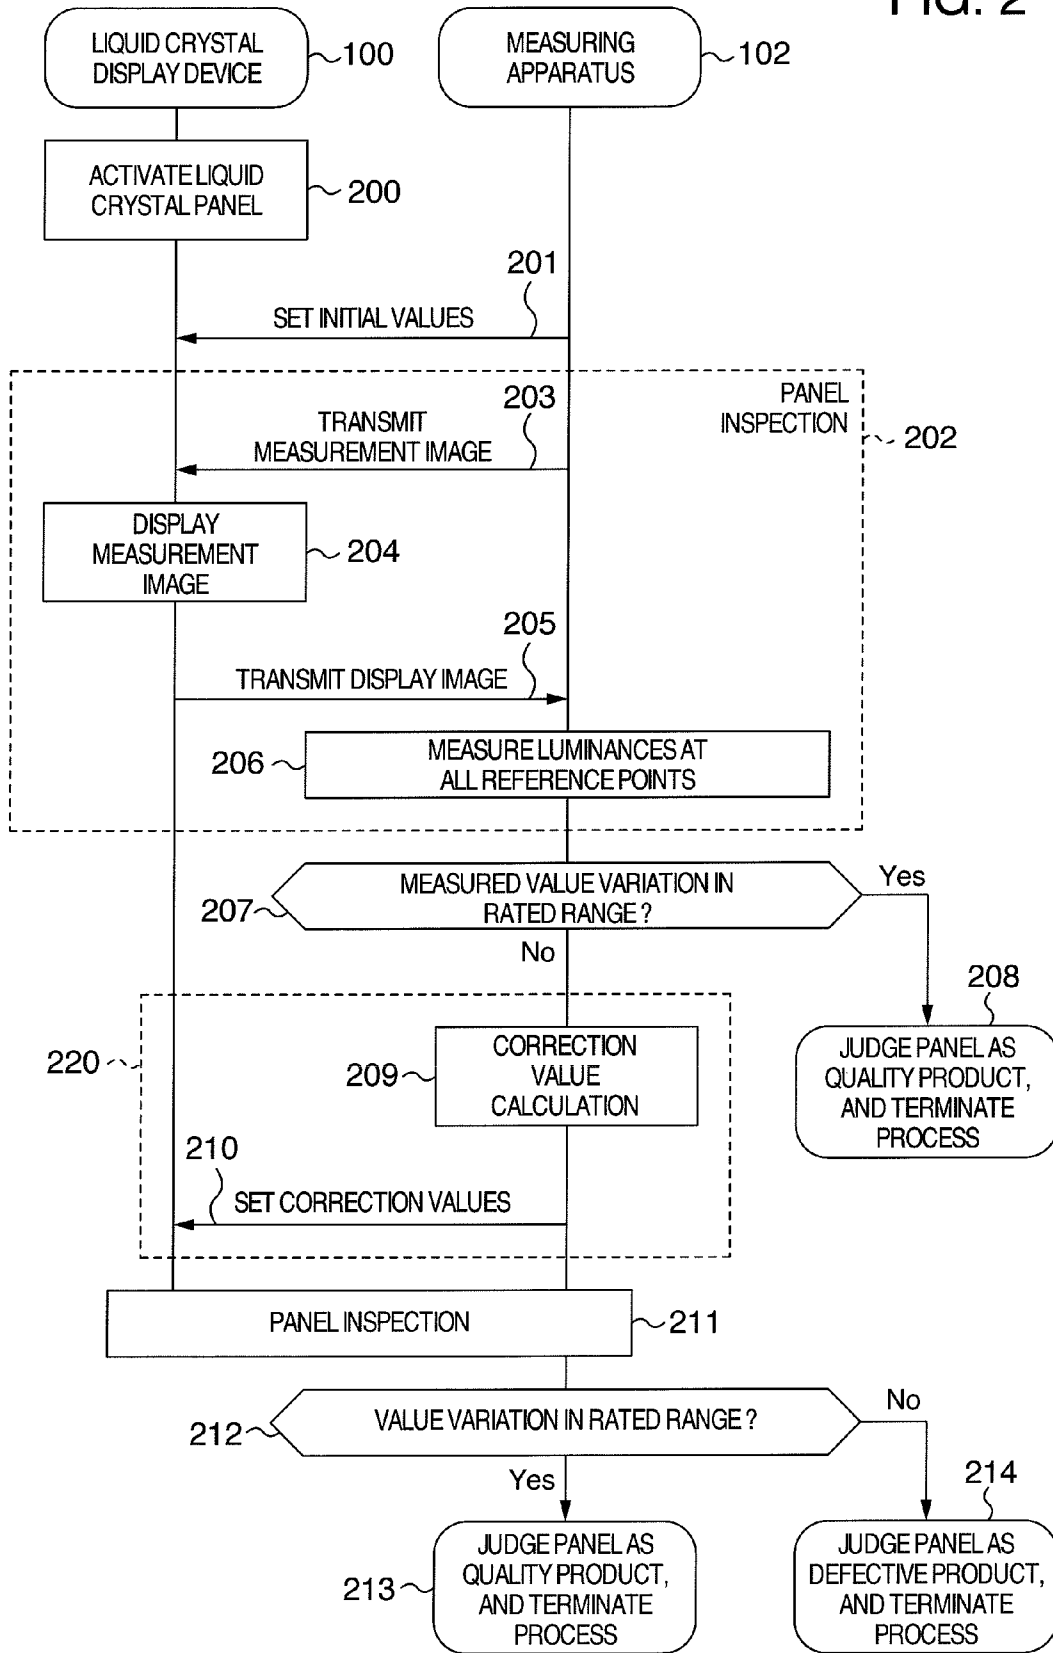 FIG. 2
LIQUID CRYSTAL
DISPLAY DEVICE
100
MEASURING
APPARATUS
102
ACTIVATE LIQUID
CRYSTAL PANEL
200
201
SET INITIAL VALUES
PANEL
INSPECTION
202
203
TRANSMIT
MEASUREMENT IMAGE
DISPLAY
MEASUREMENT
IMAGE
204
205
TRANSMIT DISPLAY IMAGE
206
MEASURE LUMINANCES AT
ALL REFERENCE POINTS
MEASURED VALUE VARIATION IN
RATED RANGE ?
207
Yes
No
208
JUDGE PANEL AS
QUALITY PRODUCT,
AND TERMINATE
PROCESS
220
209
CORRECTION
VALUE
CALCULATION
210
SET CORRECTION VALUES
PANEL INSPECTION
211
VALUE VARIATION IN RATED RANGE ?
212
No
Yes
214
213
JUDGE PANEL AS
QUALITY PRODUCT,
AND TERMINATE
PROCESS
JUDGE PANEL AS
DEFECTIVE PRODUCT,
AND TERMINATE
PROCESS